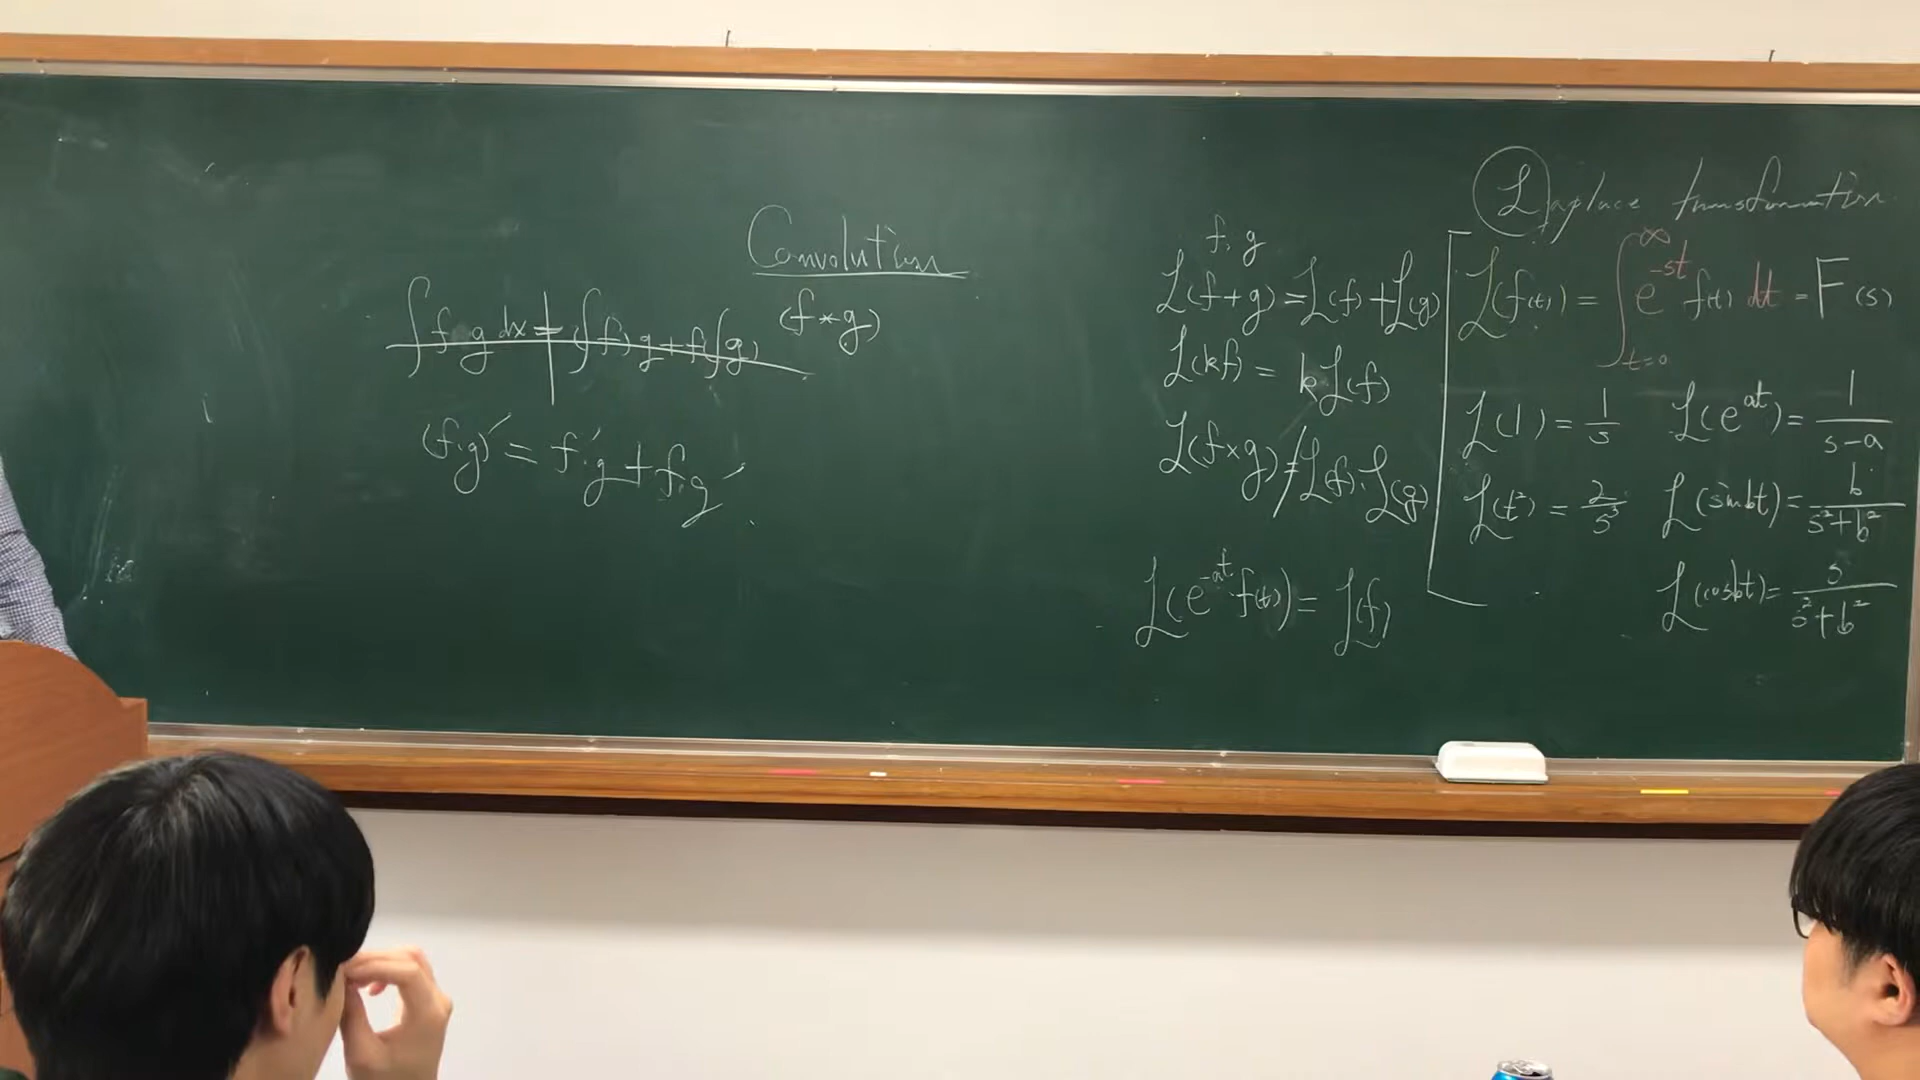 Convolution
(f * g)
∫ f g dx = (∫f) g + f (∫g)
(f·g)′ = f′·g + f·g′
f, g
ℒ(f+g) = ℒ(f) + ℒ(g)
ℒ(kf) = kℒ(f)
ℒ(f×g) ≠ ℒ(f)·ℒ(g)
ℒ(e^{-at} f(t)) = ℒ(f)
Laplace transformation
ℒ(f(t)) = ∫_{t=0}^{∞} e^{-st} f(t) dt = F(s)
ℒ(1) = 1/s ℒ(e^{at}) = 1/(s-a)
ℒ(t²) = 2/s³ ℒ(sin bt) = b/(s²+b²)
ℒ(cos bt) = s/(s²+b²)